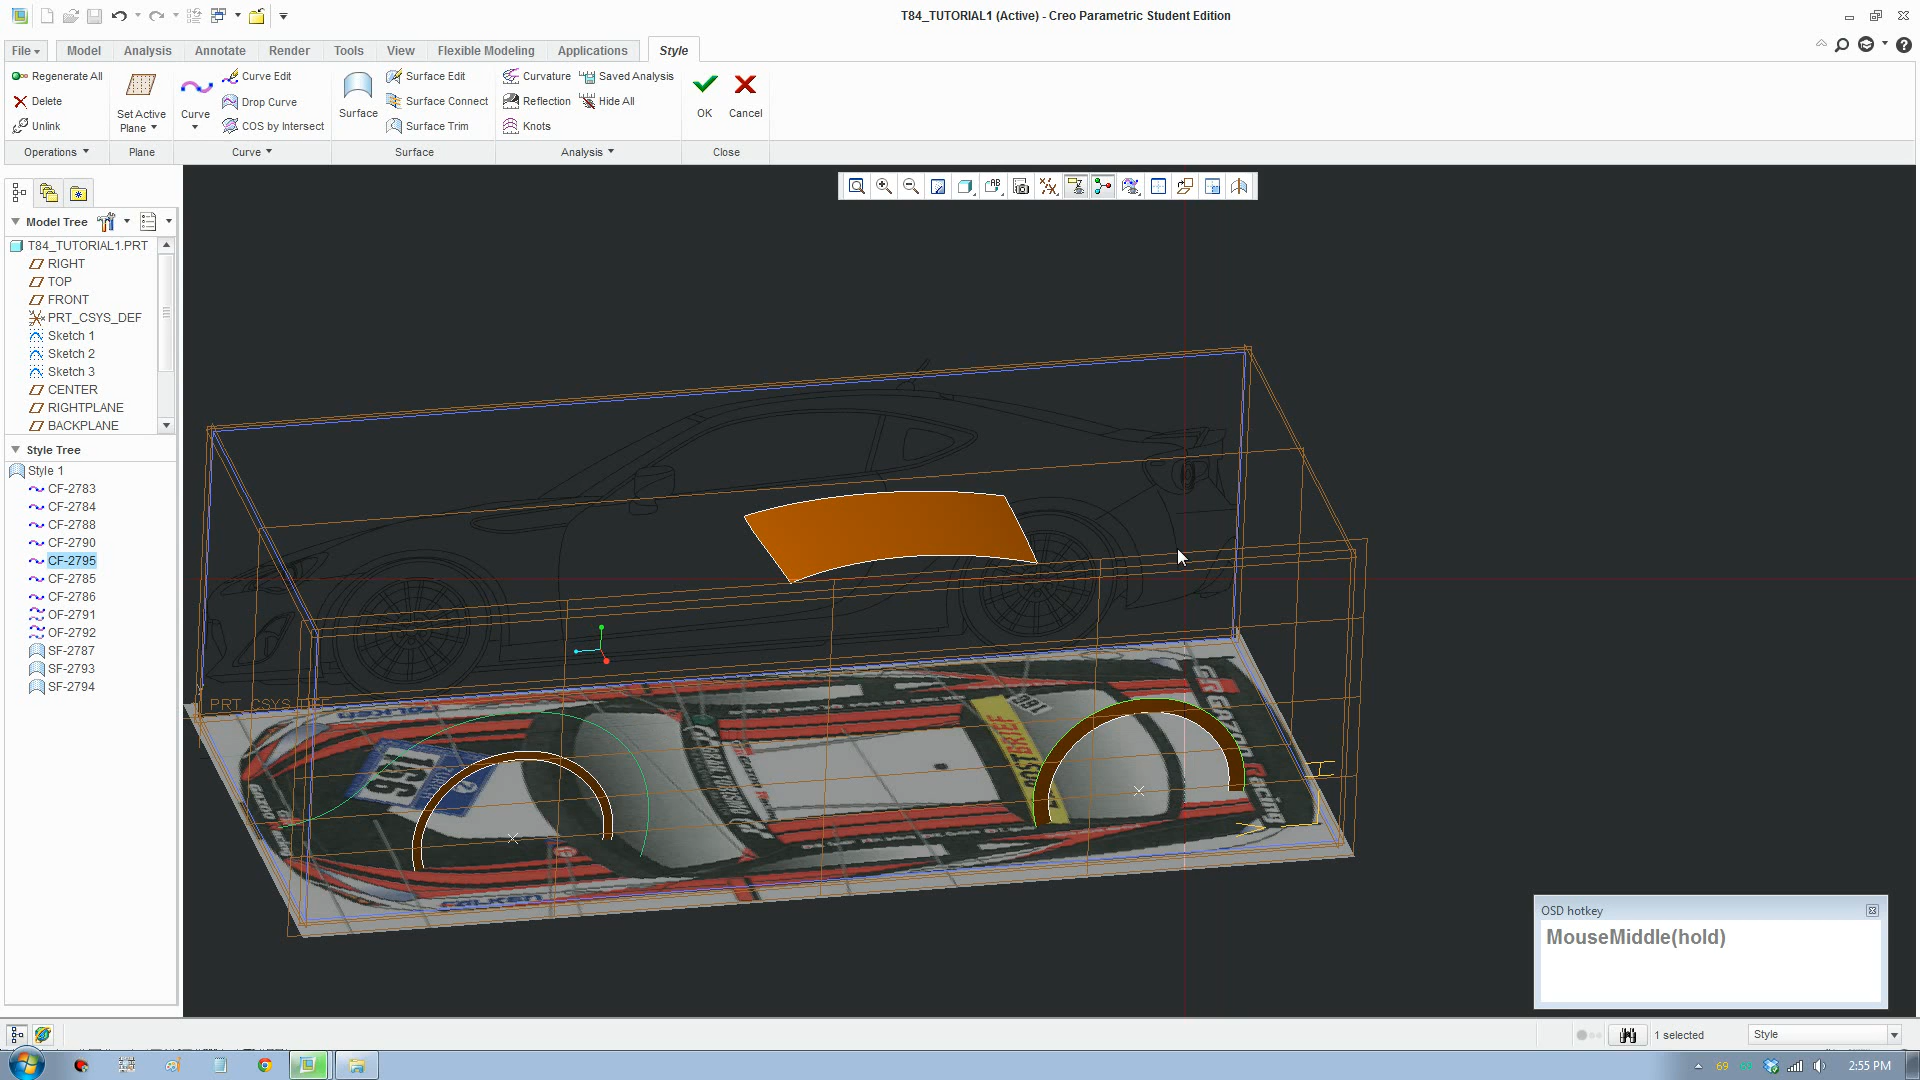 T84_TUTORIAL1 (Active) - Creo Parametric Student Edition
File
Model
Analysis
Annotate
Render
Tools
View
Flexible Modeling
Applications
Style
Regenerate All
Delete
Unlink
Set Active
Plane
Curve
Curve Edit
Drop Curve
COS by Intersect
Surface
Surface Edit
Surface Connect
Surface Trim
Curvature
Reflection
Knots
Saved Analysis
Hide All
OK
Cancel
Operations
Plane
Curve
Surface
Analysis
Close
Model Tree
T84_TUTORIAL1.PRT
RIGHT
TOP
FRONT
PRT_CSYS_DEF
Sketch 1
Sketch 2
Sketch 3
CENTER
RIGHTPLANE
BACKPLANE
Style Tree
Style 1
CF-2783
CF-2784
CF-2788
CF-2790
CF-2795
CF-2785
CF-2786
OF-2791
OF-2792
SF-2787
SF-2793
SF-2794
PRT_CSYS_DEF
FALKEN
OSD hotkey
MouseMiddle(hold)
1 selected
Style
69
2:55 PM